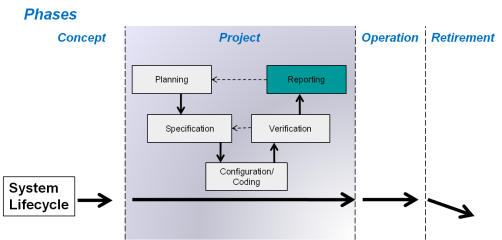 Phases
Concept Project Operation Retirement
Planning Reporting
Specification Verification
Configuration/
Coding
System
Lifecycle